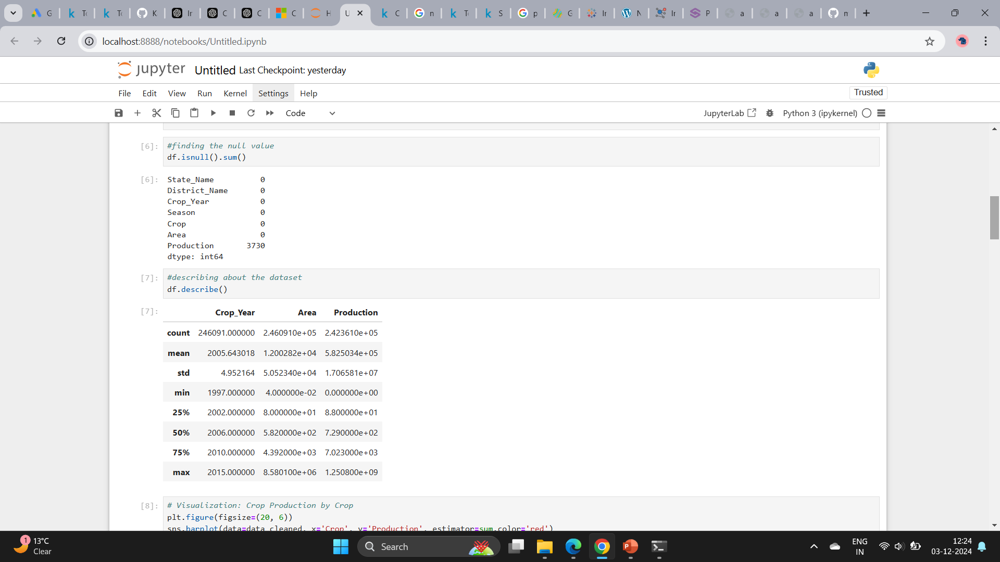 G
To
To
K
In
C
C
C
H
U
C
n
To
S
p
G
In
N
In
P
a
a
a
n
localhost:8888/notebooks/Untitled.ipynb
jupyter Untitled Last Checkpoint: yesterday
File Edit View Run Kernel Settings Help Trusted
Code JupyterLab Python 3 (ipykernel)
[6]: #finding the null value
df.isnull().sum()
[6]: State_Name 0
District_Name 0
Crop_Year 0
Season 0
Crop 0
Area 0
Production 3730
dtype: int64
[7]: #describing about the dataset
df.describe()
[7]: Crop_Year Area Production
count 246091.000000 2.460910e+05 2.423610e+05
mean 2005.643018 1.200282e+04 5.825034e+05
std 4.952164 5.052340e+04 1.706581e+07
min 1997.000000 4.000000e-02 0.000000e+00
25% 2002.000000 8.000000e+01 8.800000e+01
50% 2006.000000 5.820000e+02 7.290000e+02
75% 2010.000000 4.392000e+03 7.023000e+03
max 2015.000000 8.580100e+06 1.250800e+09
[8]: # Visualization: Crop Production by Crop
plt.figure(figsize=(20, 6))
sns.barplot(data=data_cleaned, x='Crop', y='Production', estimator=sum,color='red')
1 13°C
Clear
Search
ENG
IN
12:24
03-12-2024